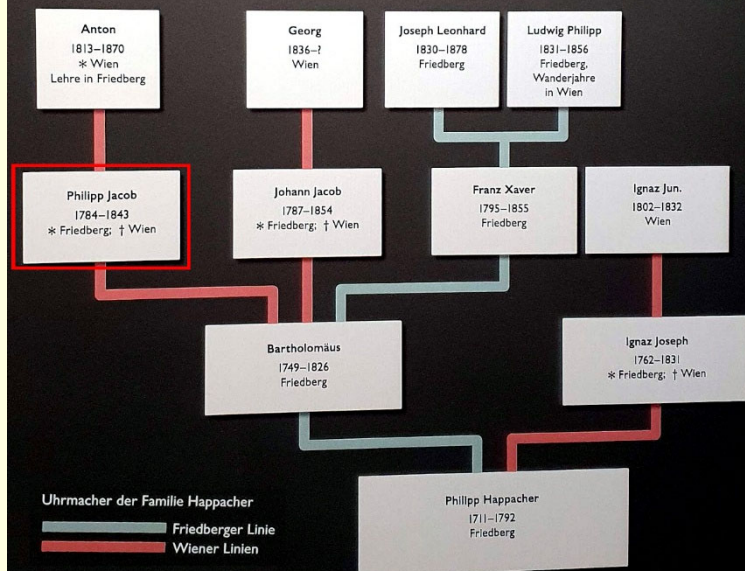 Anton
1813–1870
* Wien
Lehre in Friedberg
Georg
1836–?
Wien
Joseph Leonhard
1830–1878
Friedberg
Ludwig Philipp
1831–1856
Friedberg,
Wanderjahre
in Wien
Philipp Jacob
1784–1843
* Friedberg; † Wien
Johann Jacob
1787–1854
* Friedberg; † Wien
Franz Xaver
1795–1855
Friedberg
Ignaz Jun.
1802–1832
Wien
Bartholomäus
1749–1826
Friedberg
Ignaz Joseph
1762–1831
* Friedberg; † Wien
Philipp Happacher
1711–1792
Friedberg
Uhrmacher der Familie Happacher
Friedberger Linie
Wiener Linien